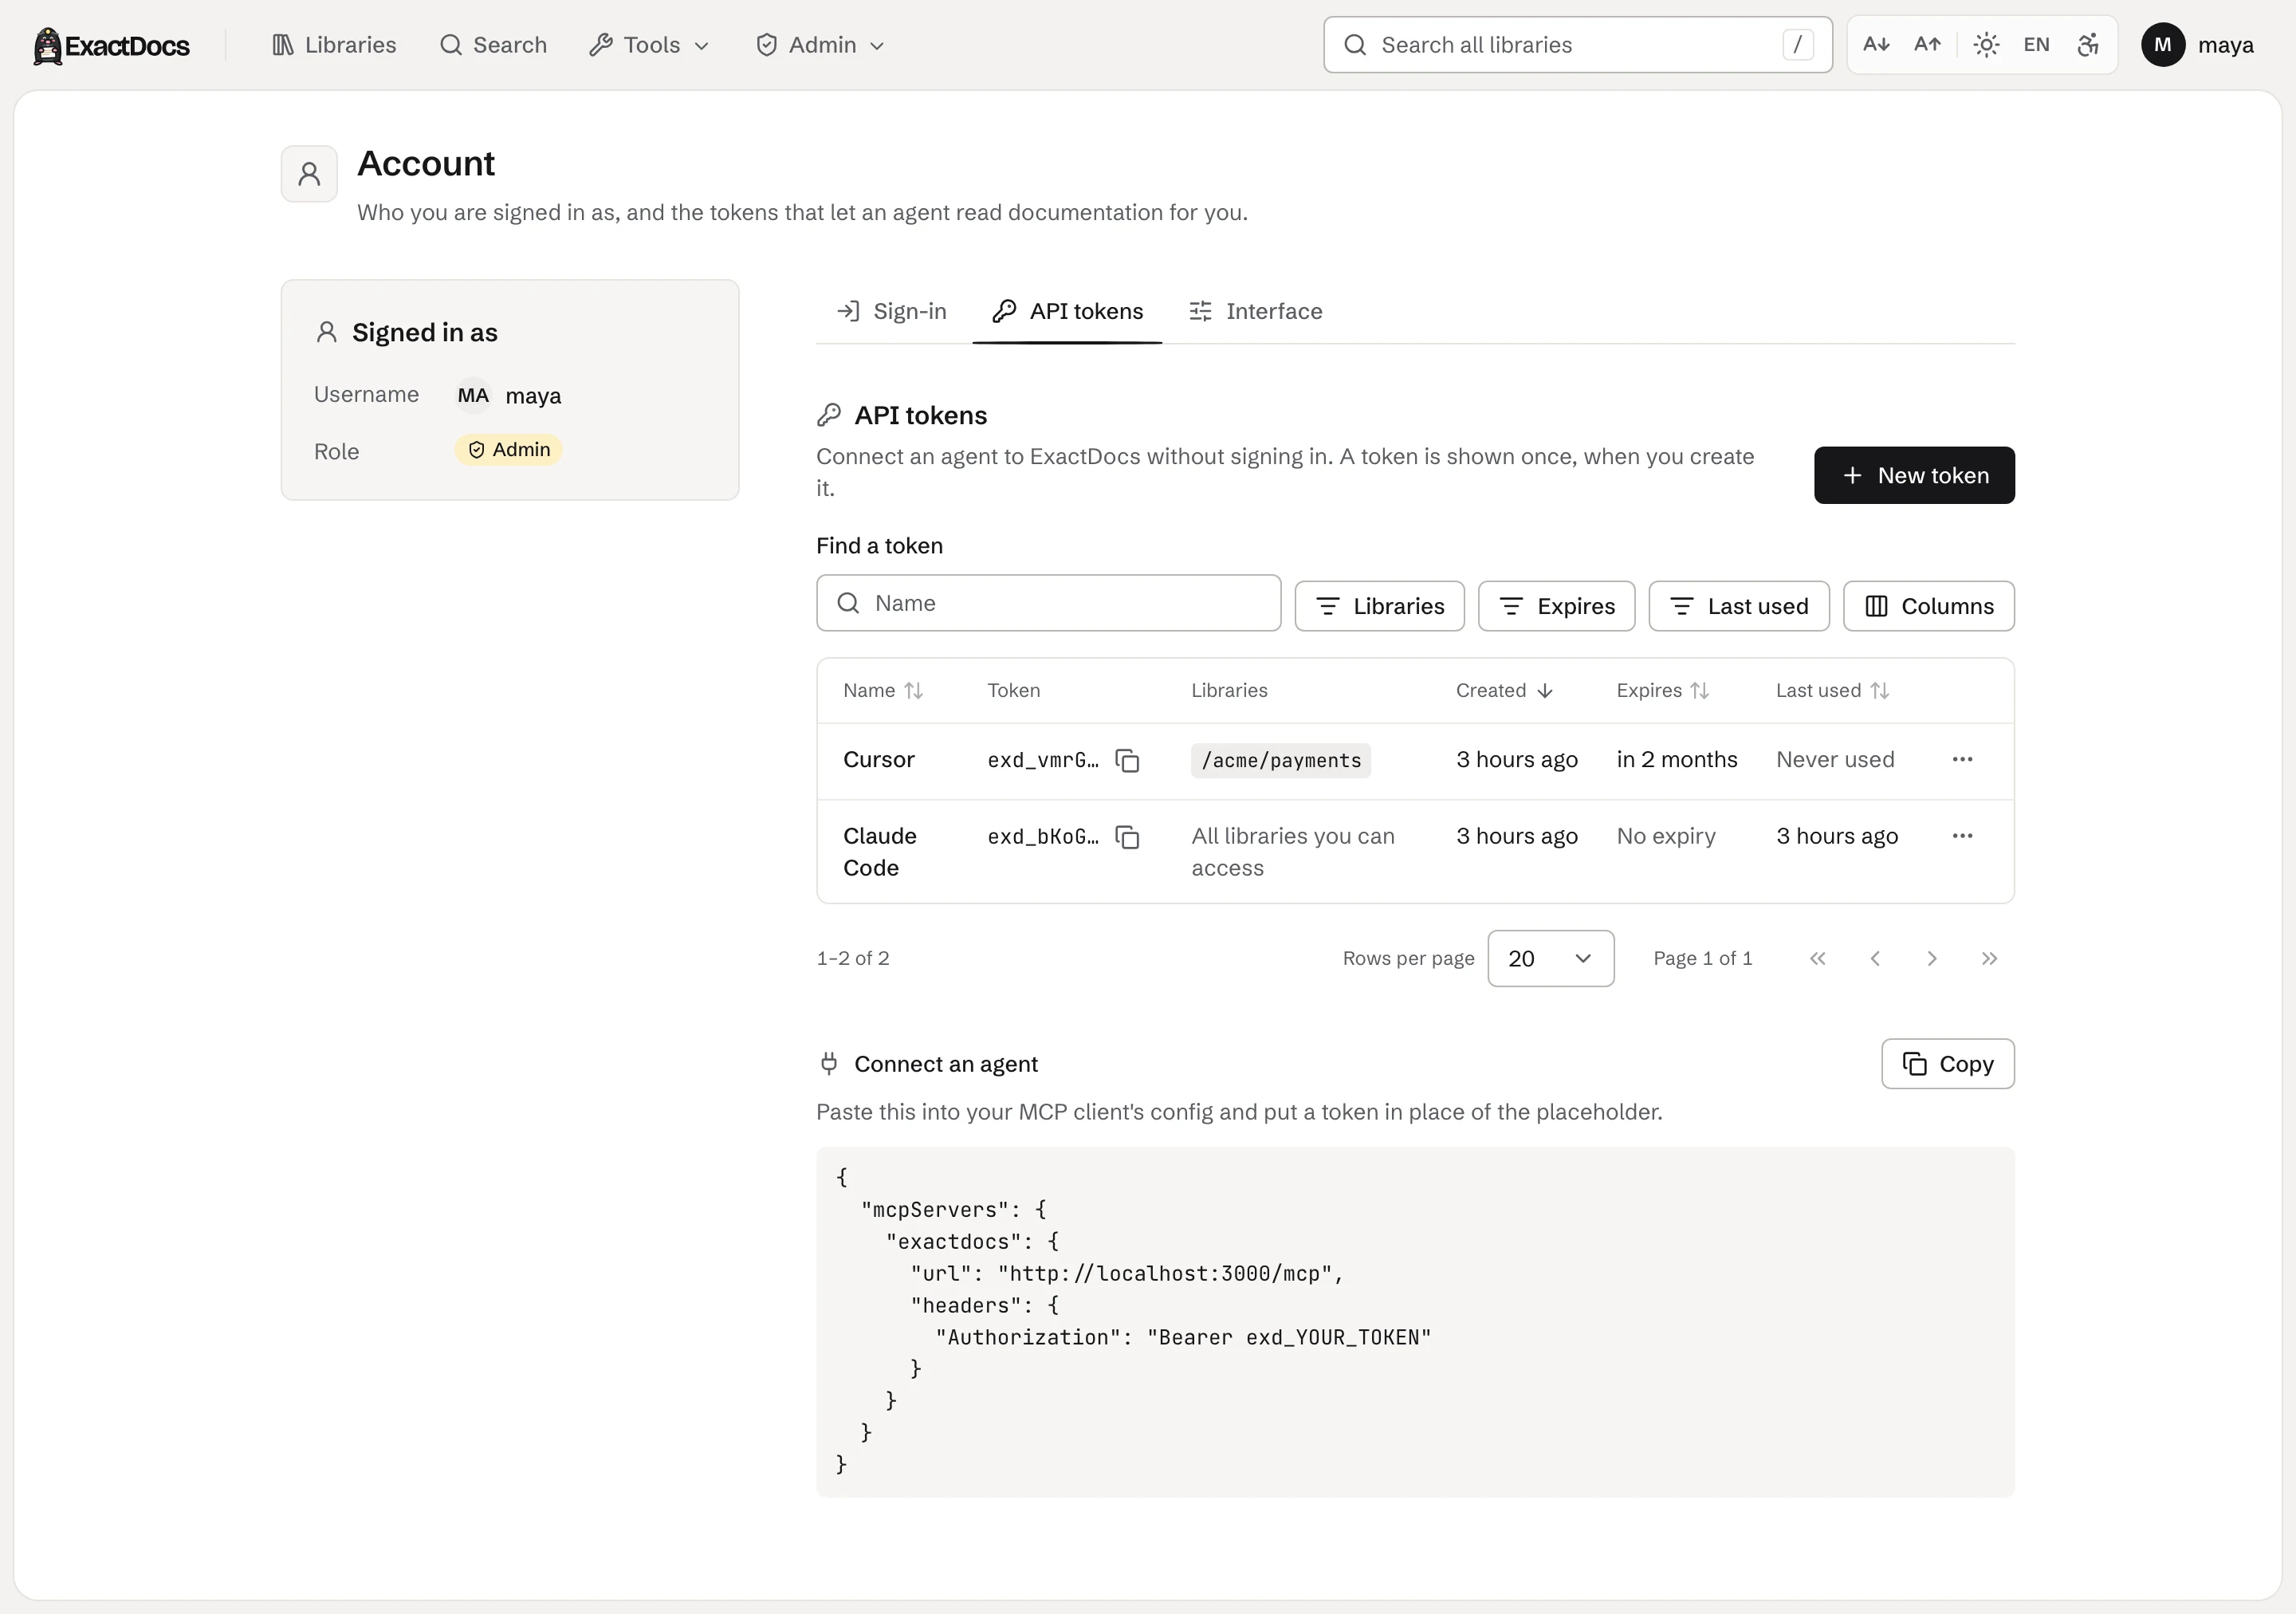 ExactDocs
Libraries
Search
Tools
Admin
Search all libraries
/
A
A
EN
M
maya
Account
Who you are signed in as, and the tokens that let an agent read documentation for you.
Signed in as
Username
MA
maya
Role
Admin
Sign-in
API tokens
Interface
API tokens
Connect an agent to ExactDocs without signing in. A token is shown once, when you create
it.
New token
Find a token
Name
Libraries
Expires
Last used
Columns
Name
Token
Libraries
Created
Expires
Last used
Cursor
exd_vmrG…
/acme/payments
3 hours ago
in 2 months
Never used
Claude
Code
exd_bKoG…
All libraries you can
access
3 hours ago
No expiry
3 hours ago
1–2 of 2
Rows per page
20
Page 1 of 1
Connect an agent
Copy
Paste this into your MCP client's config and put a token in place of the placeholder.
{
  "mcpServers": {
    "exactdocs": {
      "url": "http://localhost:3000/mcp",
      "headers": {
        "Authorization": "Bearer exd_YOUR_TOKEN"
      }
    }
  }
}